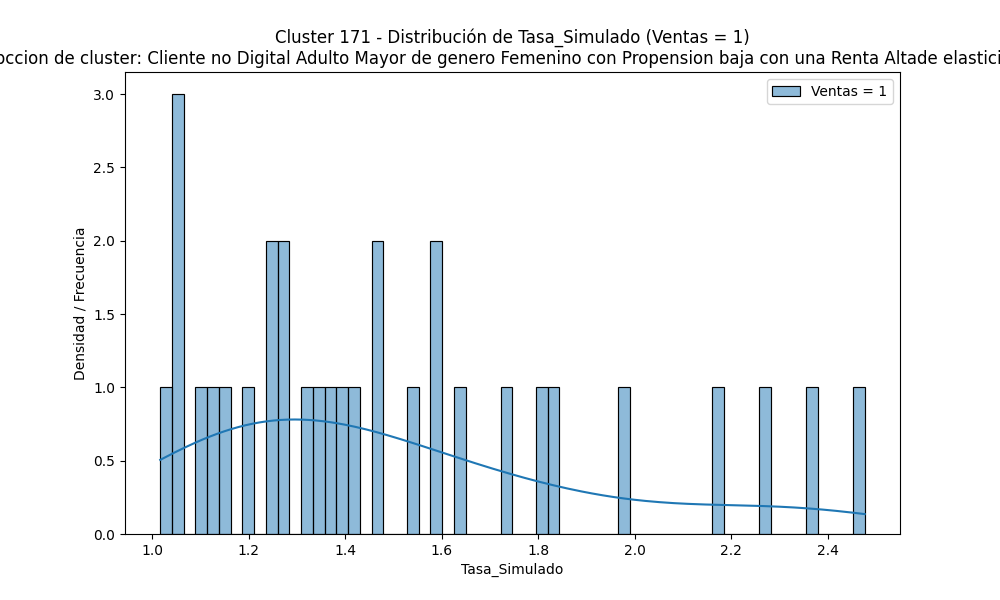 Cluster 171 - Distribución de Tasa_Simulado (Ventas = 1)
de cluster: Cliente no Digital Adulto Mayor de genero Femenino con Propension baja con una Renta Altade
Ventas = 1
Densidad / Frecuencia
3.0
2.5
2.0
1.5
1.0
0.5
0.0
1.0 1.2 1.4 1.6 1.8 2.0 2.2 2.4
Tasa_Simulado